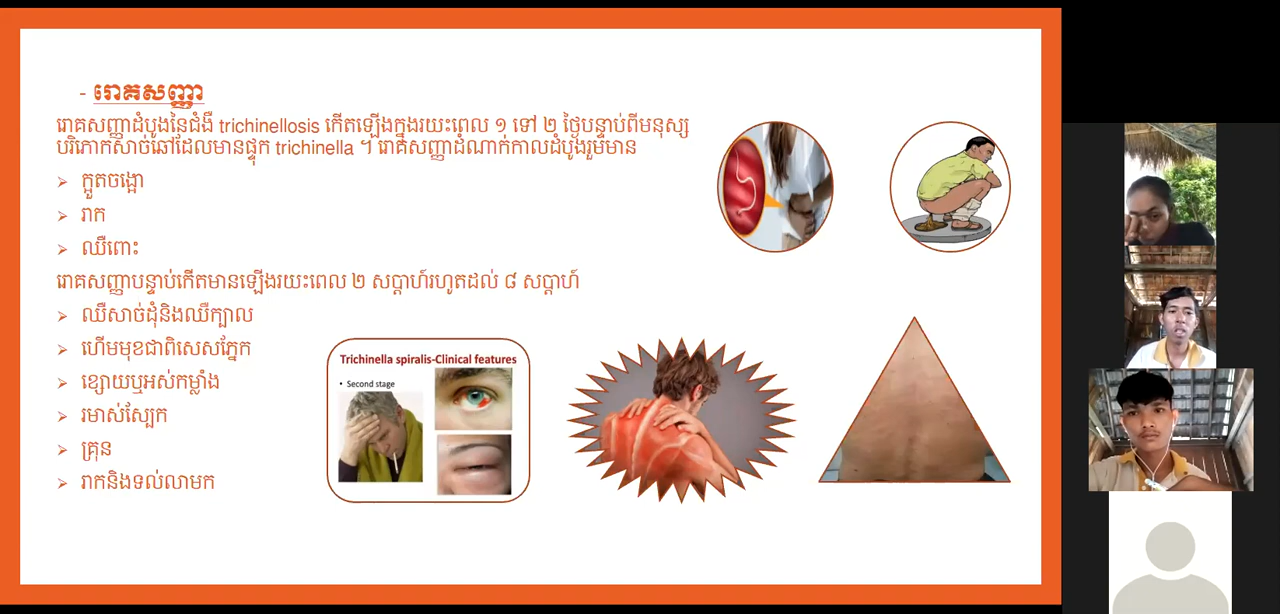 - រោគសញ្ញា
រោគសញ្ញាដំបូងនៃជំងឺ trichinellosis កើតឡើងក្នុងរយះពេល ១ ទៅ ២ ថ្ងៃបន្ទាប់ពីមនុស្ស
បរិភោគសាច់ឆៅដែលមានផ្ទុក trichinella ។ រោគសញ្ញាដំណាក់កាលដំបូងរួមមាន
➢ ក្អួតចង្អោ
➢ រាក
➢ ឈឺពោះ
រោគសញ្ញាបន្ទាប់កើតមានឡើងរយះពេល ២ សប្តាហ៍រហូតដល់ ៨ សប្តាហ៍
➢ ឈឺសាច់ដុំនិងឈឺក្បាល
➢ ហើមមុខជាពិសេសភ្នែក
➢ ខ្សោយឬអស់កម្លាំង
➢ រមាស់ស្បែក
➢ គ្រុន
➢ រាកនិងទល់លាមក
Trichinella spiralis-Clinical features
• Second stage